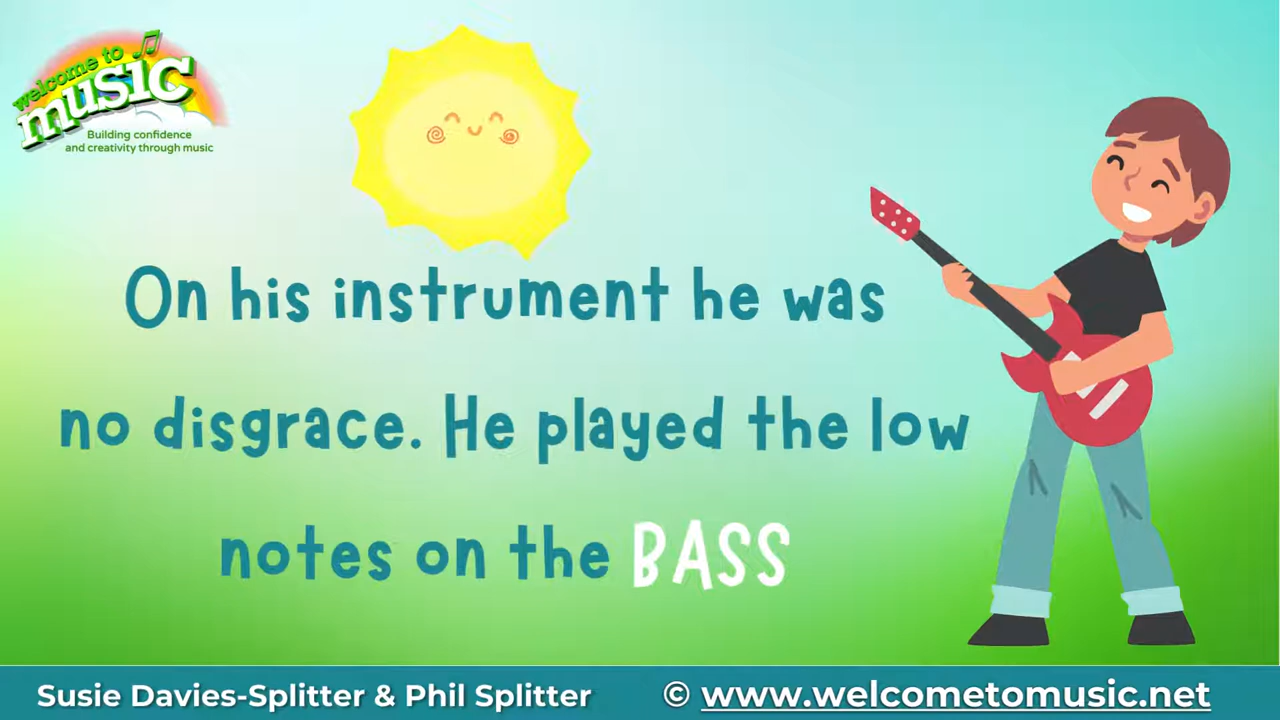 welcome to
music
Building confidence
and creativity through music
On his instrument he was
no disgrace. He played the low
notes on the BASS
Susie Davies-Splitter & Phil Splitter
© www.welcometomusic.net